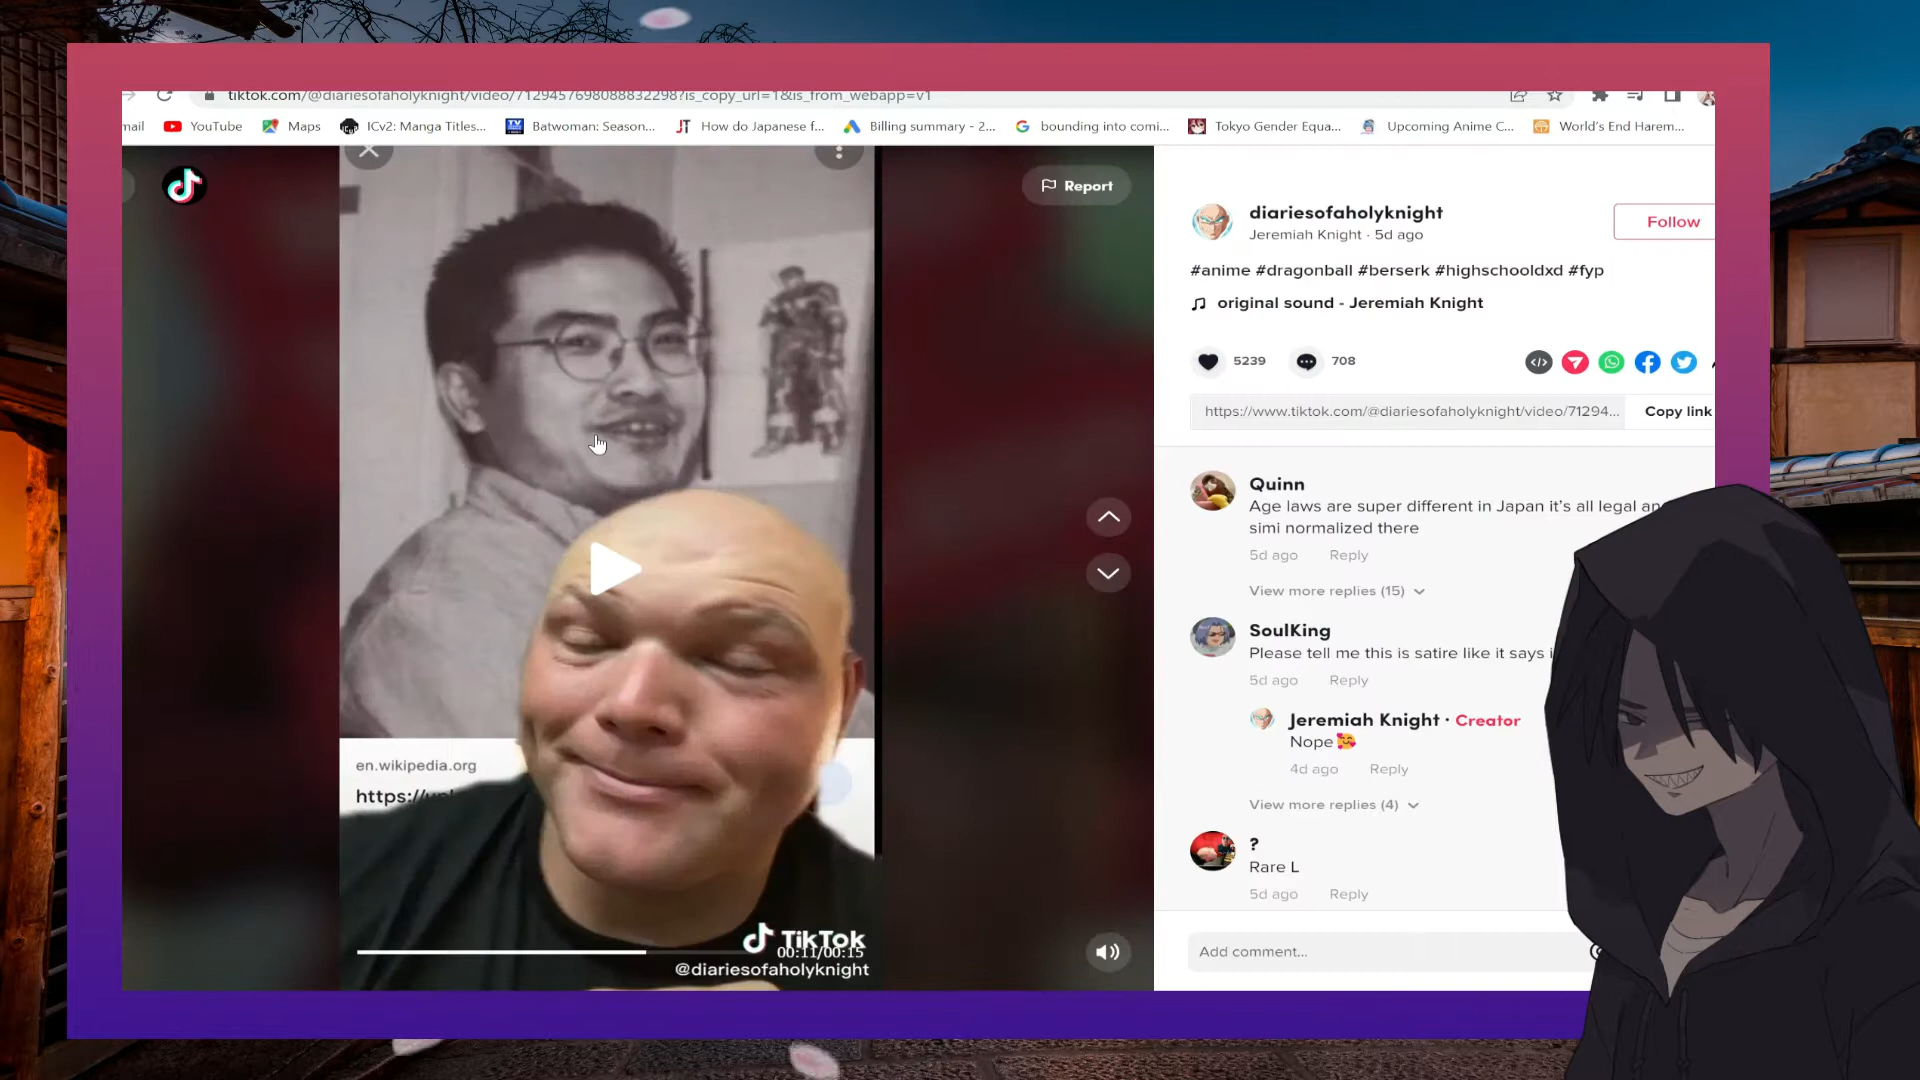 tiktok.com/@diariesofaholyknight/video/7129457698088832298?is_copy_url=1&is_from_webapp=v1
mail YouTube Maps ICv2: Manga Titles... Batwoman: Season... How do Japanese f... Billing summary - 2... bounding into comi... Tokyo Gender Equa... Upcoming Anime C... World's End Harem...
Report
diariesofaholyknight
Jeremiah Knight · 5d ago
Follow
#anime #dragonball #berserk #highschooldxd #fyp
original sound - Jeremiah Knight
5239 708
https://www.tiktok.com/@diariesofaholyknight/video/71294... Copy link
Quinn
Age laws are super different in Japan it's all legal
simi normalized there
5d ago Reply
View more replies (15)
SoulKing
Please tell me this is satire like it says
5d ago Reply
Jeremiah Knight · Creator
Nope 🥰
4d ago Reply
View more replies (4)
?
Rare L
5d ago Reply
Add comment...
en.wikipedia.org
https://
TikTok
00:11/00:15
@diariesofaholyknight